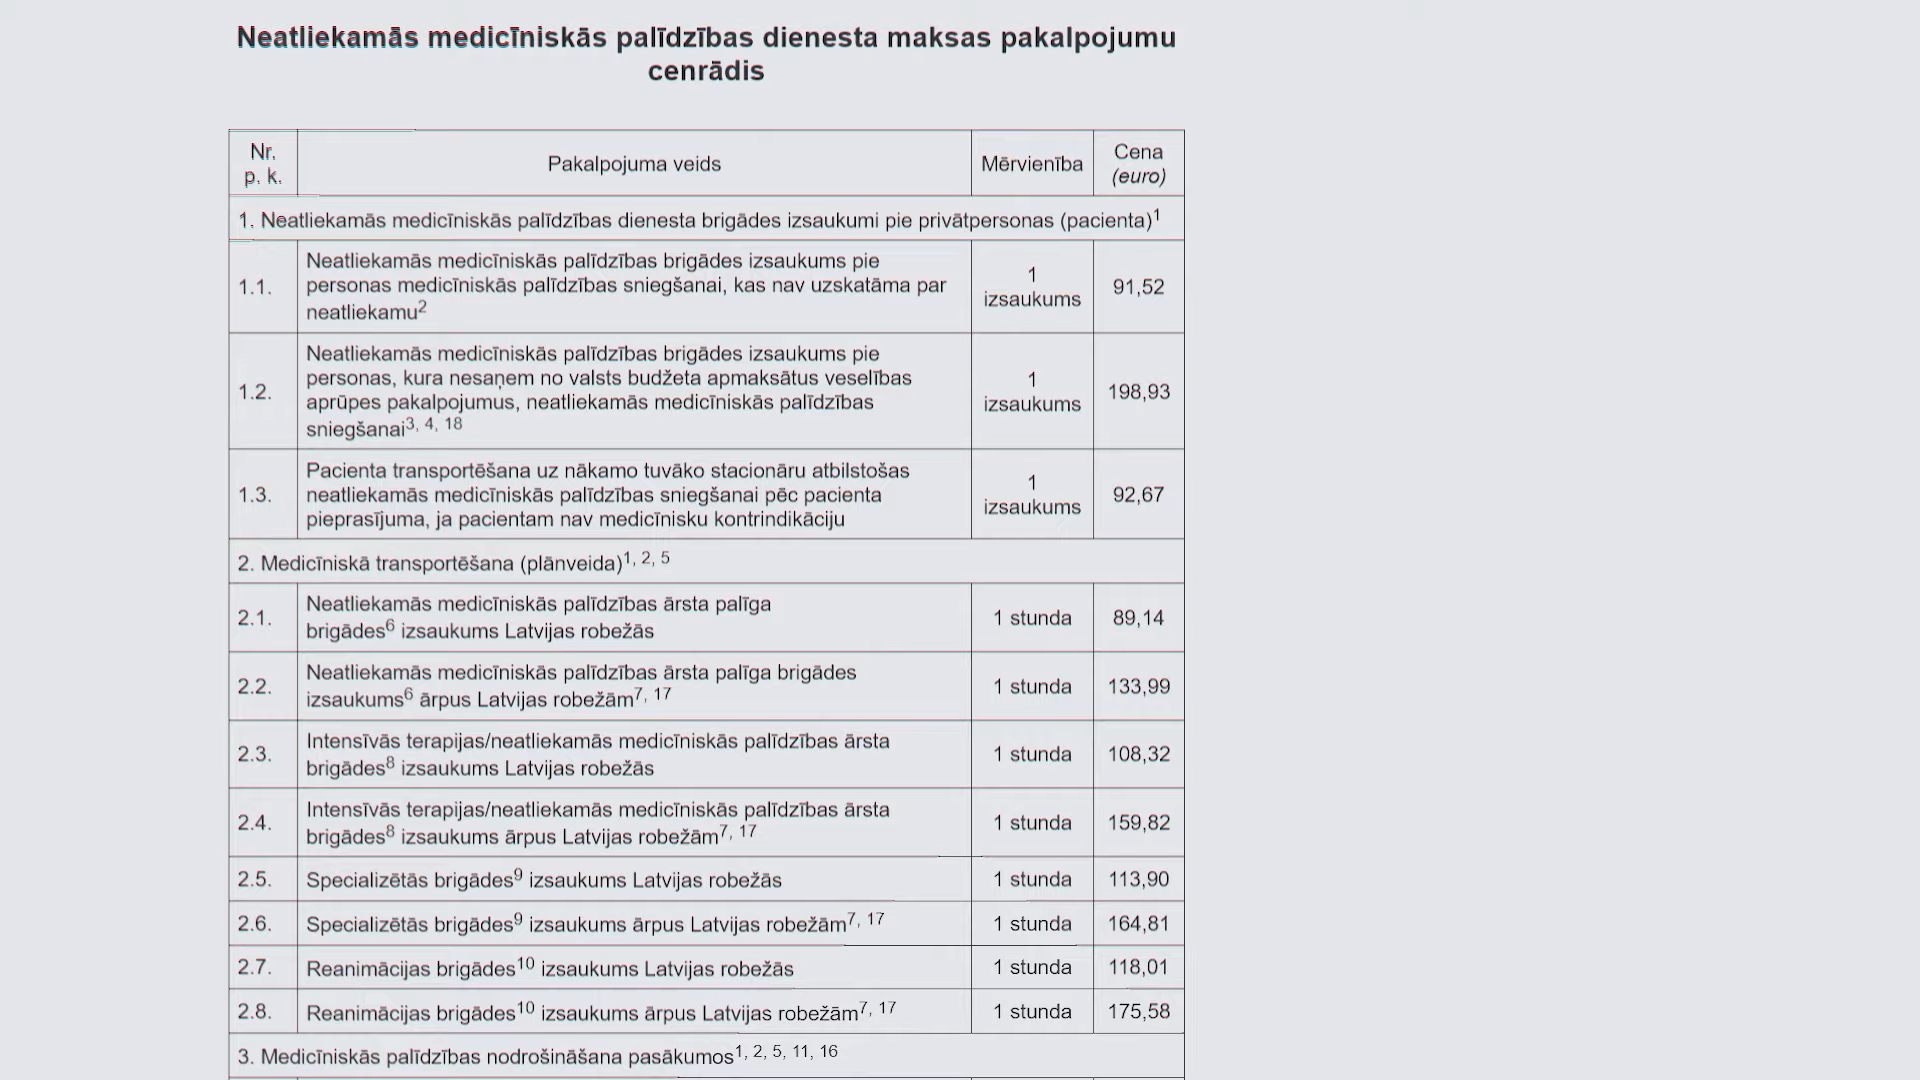 Neatliekamās medicīniskās palīdzības dienesta maksas pakalpojumu
cenrādis
Nr.
p. k.
Pakalpojuma veids
Mērvienība
Cena
(euro)
1. Neatliekamās medicīniskās palīdzības dienesta brigādes izsaukumi pie privātpersonas (pacienta)1
1.1.
Neatliekamās medicīniskās palīdzības brigādes izsaukums pie
personas medicīniskās palīdzības sniegšanai, kas nav uzskatāma par
neatliekamu2
1
izsaukums
91,52
1.2.
Neatliekamās medicīniskās palīdzības brigādes izsaukums pie
personas, kura nesaņem no valsts budžeta apmaksātus veselības
aprūpes pakalpojumus, neatliekamās medicīniskās palīdzības
sniegšanai3, 4, 18
1
izsaukums
198,93
1.3.
Pacienta transportēšana uz nākamo tuvāko stacionāru atbilstošas
neatliekamās medicīniskās palīdzības sniegšanai pēc pacienta
pieprasījuma, ja pacientam nav medicīnisku kontrindikāciju
1
izsaukums
92,67
2. Medicīniskā transportēšana (plānveida)1, 2, 5
2.1.
Neatliekamās medicīniskās palīdzības ārsta palīga
brigādes6 izsaukums Latvijas robežās
1 stunda
89,14
2.2.
Neatliekamās medicīniskās palīdzības ārsta palīga brigādes
izsaukums6 ārpus Latvijas robežām7, 17
1 stunda
133,99
2.3.
Intensīvās terapijas/neatliekamās medicīniskās palīdzības ārsta
brigādes8 izsaukums Latvijas robežās
1 stunda
108,32
2.4.
Intensīvās terapijas/neatliekamās medicīniskās palīdzības ārsta
brigādes8 izsaukums ārpus Latvijas robežām7, 17
1 stunda
159,82
2.5.
Specializētās brigādes9 izsaukums Latvijas robežās
1 stunda
113,90
2.6.
Specializētās brigādes9 izsaukums ārpus Latvijas robežām7, 17
1 stunda
164,81
2.7.
Reanimācijas brigādes10 izsaukums Latvijas robežās
1 stunda
118,01
2.8.
Reanimācijas brigādes10 izsaukums ārpus Latvijas robežām7, 17
1 stunda
175,58
3. Medicīniskās palīdzības nodrošināšana pasākumos1, 2, 5, 11, 16